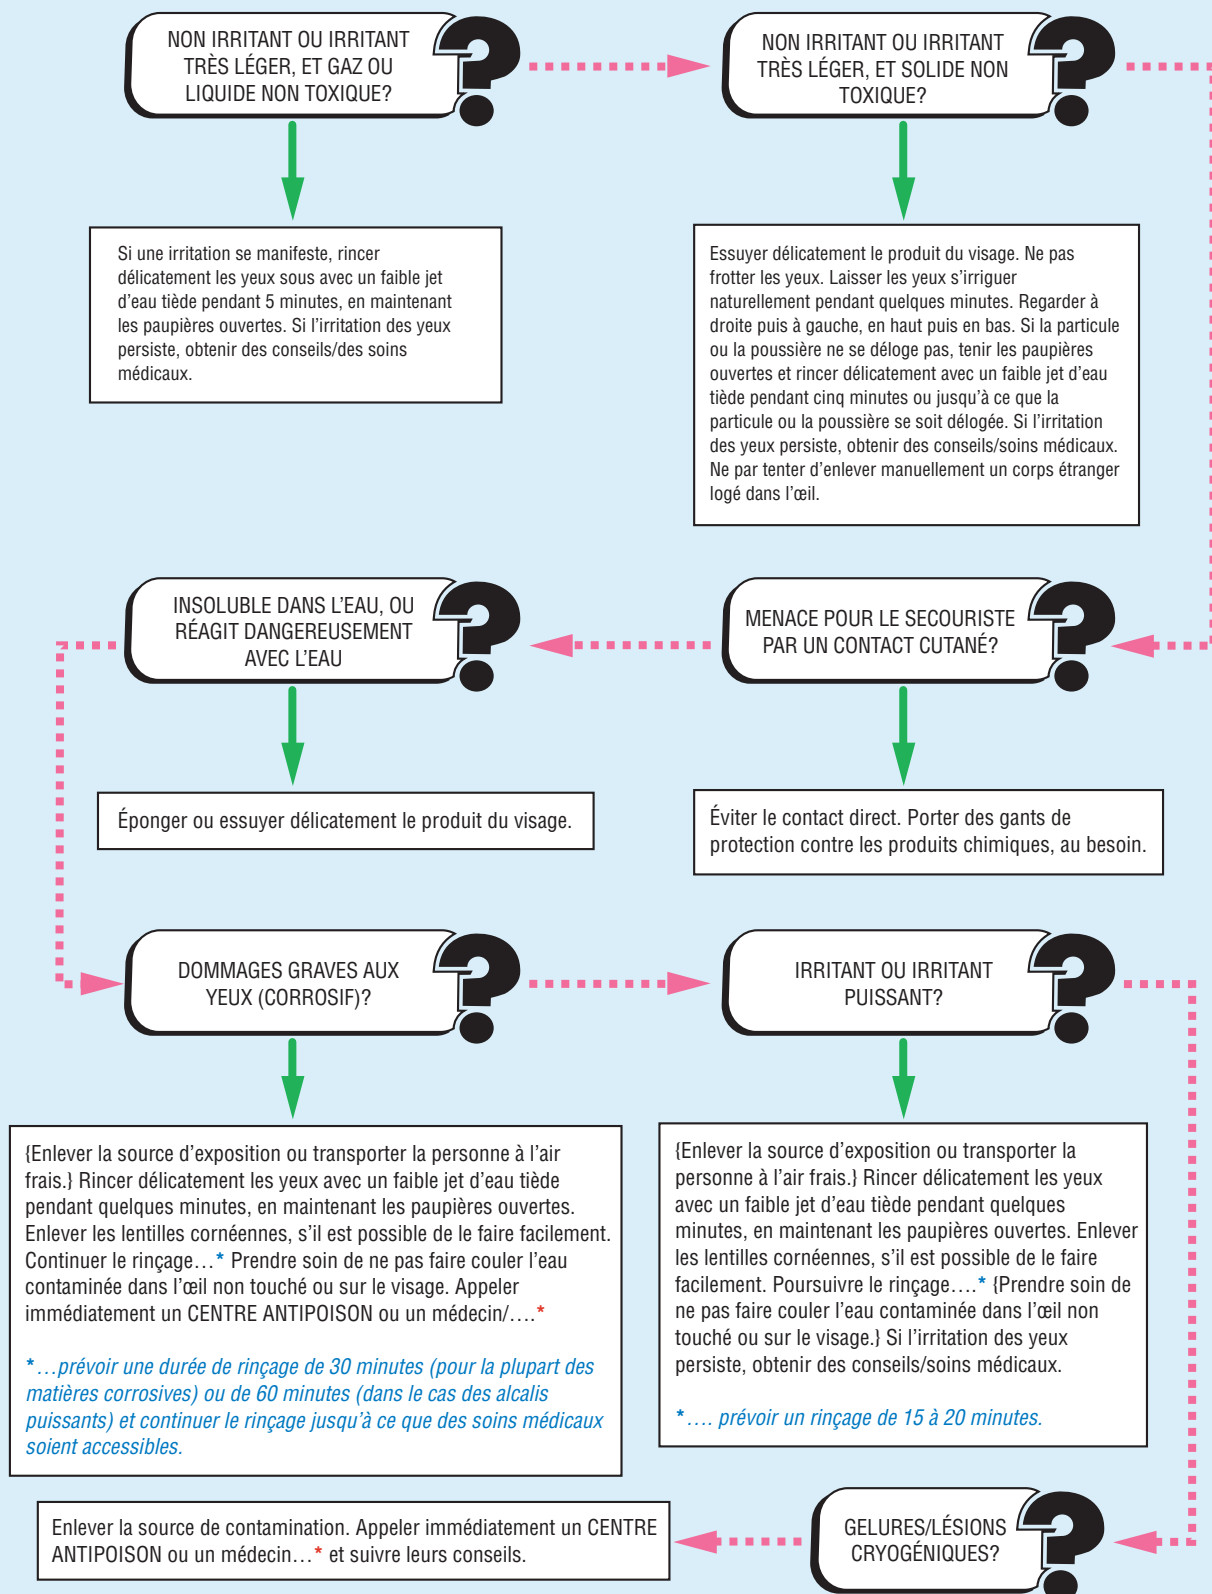 NON IRRITANT OU IRRITANT
TRÈS LÉGER, ET GAZ OU
LIQUIDE NON TOXIQUE?
Si une irritation se manifeste, rincer
délicatement les yeux sous avec un faible jet
d’eau tiède pendant 5 minutes, en maintenant
les paupières ouvertes. Si l’irritation des yeux
persiste, obtenir des conseils/des soins
médicaux.
NON IRRITANT OU IRRITANT
TRÈS LÉGER, ET SOLIDE NON
TOXIQUE?
Essuyer délicatement le produit du visage. Ne pas
frotter les yeux. Laisser les yeux s’irriguer
naturellement pendant quelques minutes. Regarder à
droite puis à gauche, en haut puis en bas. Si la particule
ou la poussière ne se déloge pas, tenir les paupières
ouvertes et rincer délicatement avec un faible jet d’eau
tiède pendant cinq minutes ou jusqu’à ce que la
particule ou la poussière se soit délogée. Si l’irritation
des yeux persiste, obtenir des conseils/soins médicaux.
Ne par tenter d’enlever manuellement un corps étranger
logé dans l’œil.
MENACE POUR LE SECOURISTE
PAR UN CONTACT CUTANÉ?
Éviter le contact direct. Porter des gants de
protection contre les produits chimiques, au besoin.
INSOLUBLE DANS L’EAU, OU
RÉAGIT DANGEREUSEMENT
AVEC L’EAU
Éponger ou essuyer délicatement le produit du visage.
DOMMAGES GRAVES AUX
YEUX (CORROSIF)?
{Enlever la source d’exposition ou transporter la personne à l’air
frais.} Rincer délicatement les yeux avec un faible jet d’eau tiède
pendant quelques minutes, en maintenant les paupières ouvertes.
Enlever les lentilles cornéennes, s’il est possible de le faire facilement.
Continuer le rinçage…* Prendre soin de ne pas faire couler l’eau
contaminée dans l’œil non touché ou sur le visage. Appeler
immédiatement un CENTRE ANTIPOISON ou un médecin/….*
*…prévoir une durée de rinçage de 30 minutes (pour la plupart des
matières corrosives) ou de 60 minutes (dans le cas des alcalis
puissants) et continuer le rinçage jusqu’à ce que des soins médicaux
soient accessibles.
IRRITANT OU IRRITANT
PUISSANT?
{Enlever la source d’exposition ou transporter la
personne à l’air frais.} Rincer délicatement les yeux
avec un faible jet d’eau tiède pendant quelques
minutes, en maintenant les paupières ouvertes. Enlever
les lentilles cornéennes, s’il est possible de le faire
facilement. Poursuivre le rinçage….* {Prendre soin de
ne pas faire couler l’eau contaminée dans l’œil non
touché ou sur le visage.} Si l’irritation des yeux
persiste, obtenir des conseils/soins médicaux.
*…. prévoir un rinçage de 15 à 20 minutes.
GELURES/LÉSIONS
CRYOGÉNIQUES?
Enlever la source de contamination. Appeler immédiatement un CENTRE
ANTIPOISON ou un médecin…* et suivre leurs conseils.